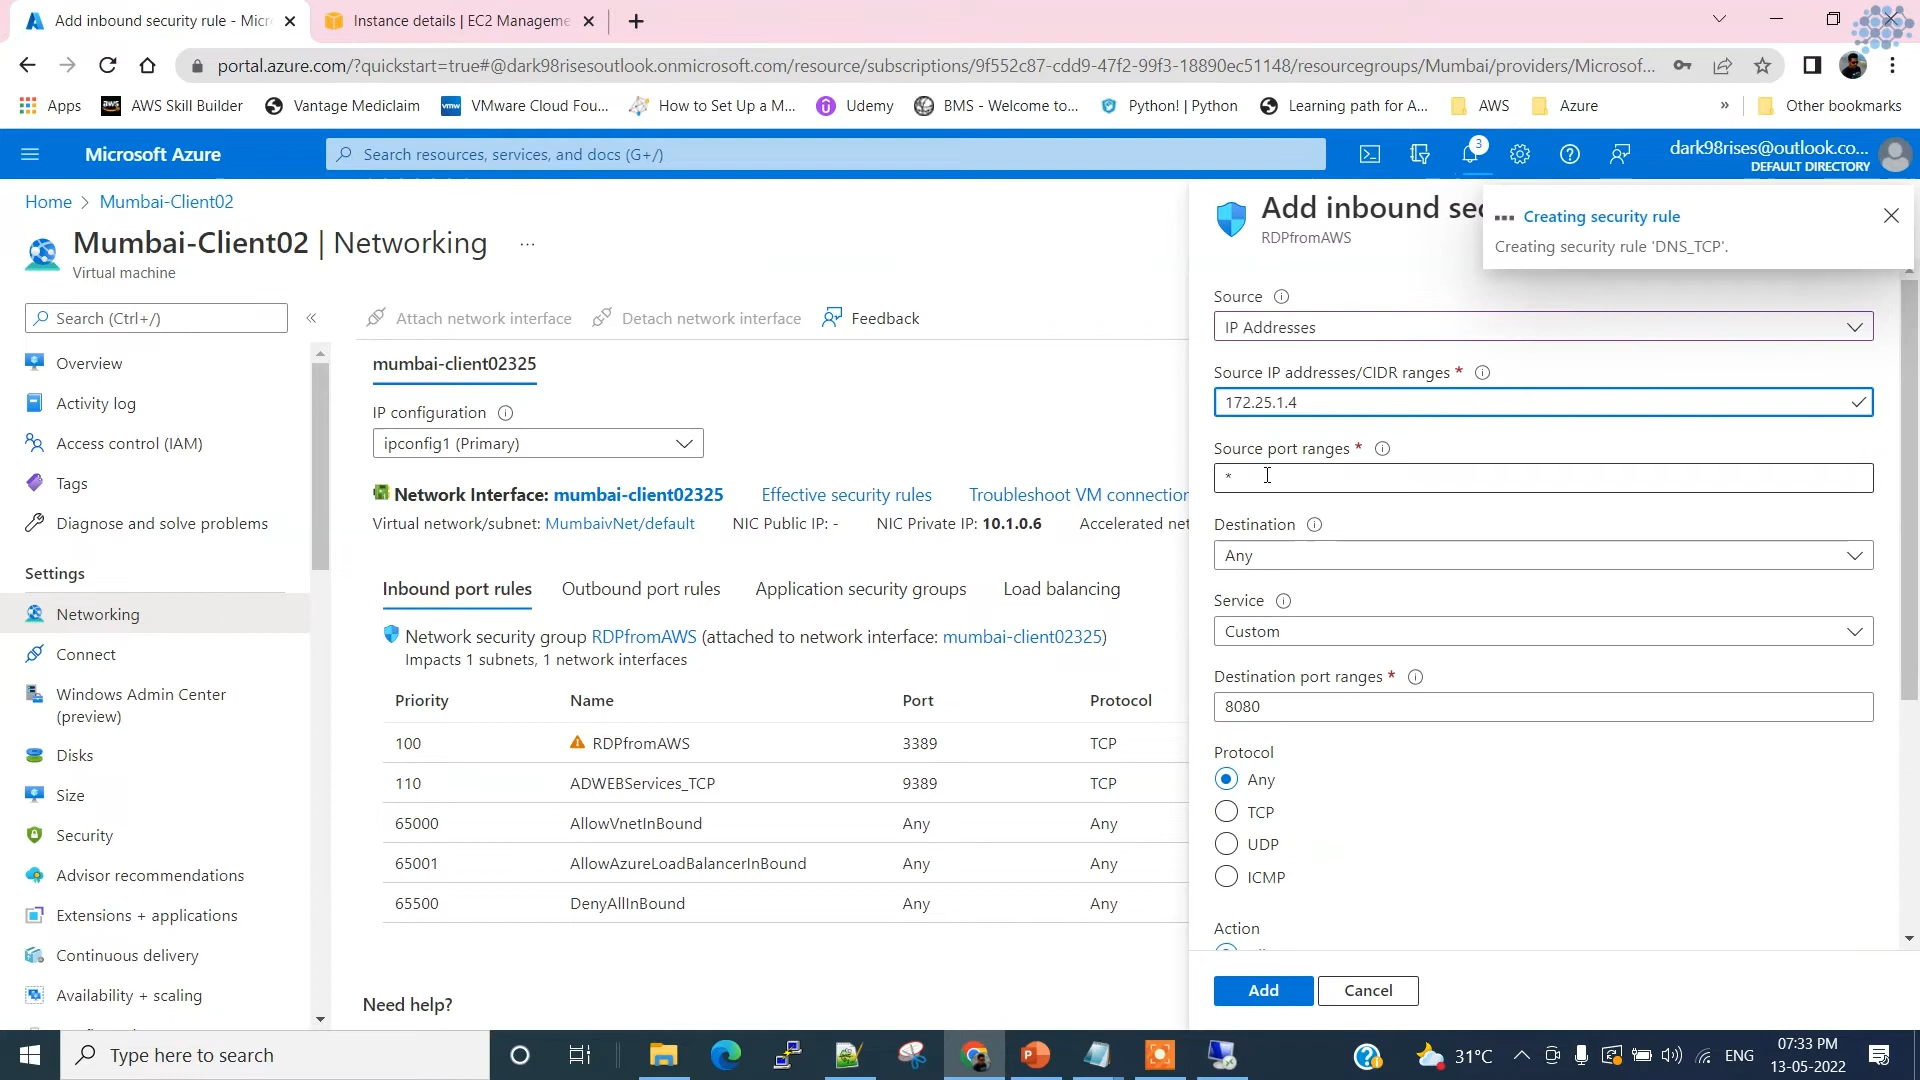 Add inbound security rule - Micr
Instance details | EC2 Manageme
portal.azure.com/?quickstart=true#@dark98risesoutlook.onmicrosoft.com/resource/subscriptions/9f552c87-cdd9-47f2-99f3-18890ec51148/resourcegroups/Mumbai/providers/Microsof...
Apps
AWS Skill Builder
Vantage Mediclaim
VMware Cloud Fou...
How to Set Up a M...
Udemy
BMS - Welcome to...
Python! | Python
Learning path for A...
AWS
Azure
»
Other bookmarks
Microsoft Azure
Search resources, services, and docs (G+/)
3
dark98rises@outlook.co...
DEFAULT DIRECTORY
Home > Mumbai-Client02
Mumbai-Client02 | Networking ...
Virtual machine
Search (Ctrl+/)
«
Overview
Activity log
Access control (IAM)
Tags
Diagnose and solve problems
Settings
Networking
Connect
Windows Admin Center
(preview)
Disks
Size
Security
Advisor recommendations
Extensions + applications
Continuous delivery
Availability + scaling
Attach network interface
Detach network interface
Feedback
mumbai-client02325
IP configuration
ipconfig1 (Primary)
Network Interface: mumbai-client02325
Effective security rules
Troubleshoot VM connection
Virtual network/subnet: MumbaivNet/default
NIC Public IP: -
NIC Private IP: 10.1.0.6
Accelerated net
Inbound port rules
Outbound port rules
Application security groups
Load balancing
Network security group RDPfromAWS (attached to network interface: mumbai-client02325)
Impacts 1 subnets, 1 network interfaces
Priority Name Port Protocol
100 RDPfromAWS 3389 TCP
110 ADWEBServices_TCP 9389 TCP
65000 AllowVnetInBound Any Any
65001 AllowAzureLoadBalancerInBound Any Any
65500 DenyAllInBound Any Any
Need help?
Add inbound sec
RDPfromAWS
Creating security rule
Creating security rule 'DNS_TCP'.
Source
IP Addresses
Source IP addresses/CIDR ranges *
172.25.1.4
Source port ranges *
*
Destination
Any
Service
Custom
Destination port ranges *
8080
Protocol
Any
TCP
UDP
ICMP
Action
Add
Cancel
Type here to search
31°C
ENG
07:33 PM
13-05-2022